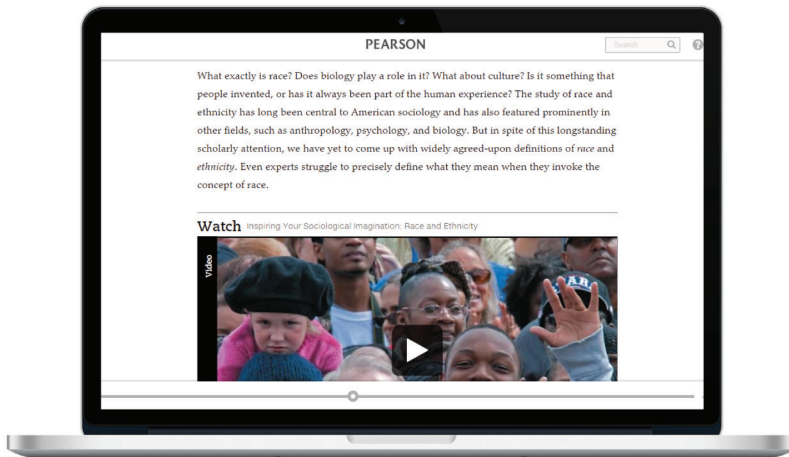 PEARSON
Search
?
What exactly is race? Does biology play a role in it? What about culture? Is it something that
people invented, or has it always been part of the human experience? The study of race and
ethnicity has long been central to American sociology and has also featured prominently in
other fields, such as anthropology, psychology, and biology. But in spite of this longstanding
scholarly attention, we have yet to come up with widely agreed-upon definitions of race and
ethnicity. Even experts struggle to precisely define what they mean when they invoke the
concept of race.
Watch Inspiring Your Sociological Imagination: Race and Ethnicity
Video